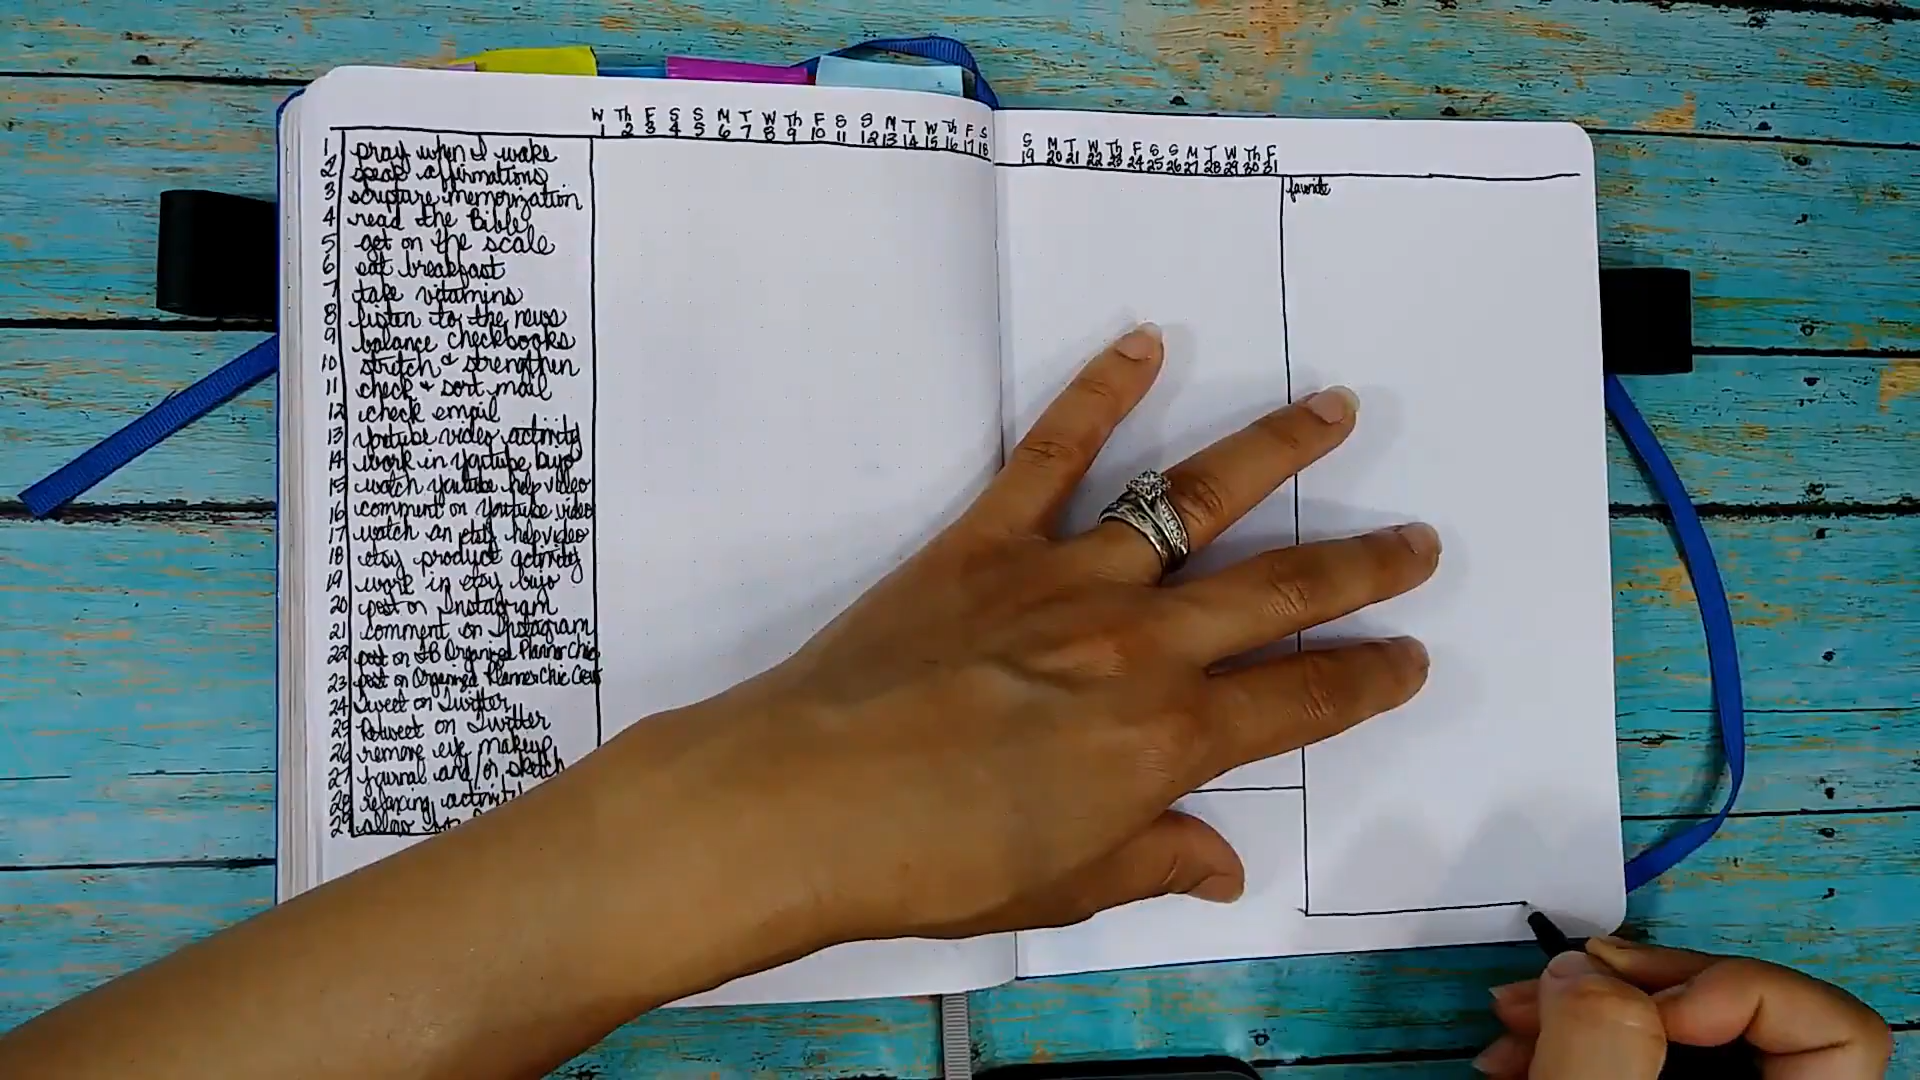 W Th F S S M T W Th F S S M T W Th F S
1 2 3 4 5 6 7 8 9 10 11 12 13 14 15 16 17 18
1 pray when I wake
2 speak affirmations
3 scripture memorization
4 read the Bible
5 get on the scale
6 eat breakfast
7 take vitamins
8 listen to the news
9 balance checkbooks
10 stretch & strengthen
11 check & sort mail
12 check email
13 youtube video activity
14 work in youtube bujo
15 watch youtube help video
16 comment on youtube video
17 watch an etsy help video
18 etsy product activity
19 work in etsy bujo
20 post on Instagram
21 comment on Instagram
22 post on FB Organized Planner Chic
23 post on Organized Planner Chic Crew
24 Tweet on Twitter
25 Retweet on Twitter
26 remove eye makeup
27 journal and/or sketch
28 relaxing activity
29
S M T W Th F S S M T W Th F
19 20 21 22 23 24 25 26 27 28 29 30 31
favorite